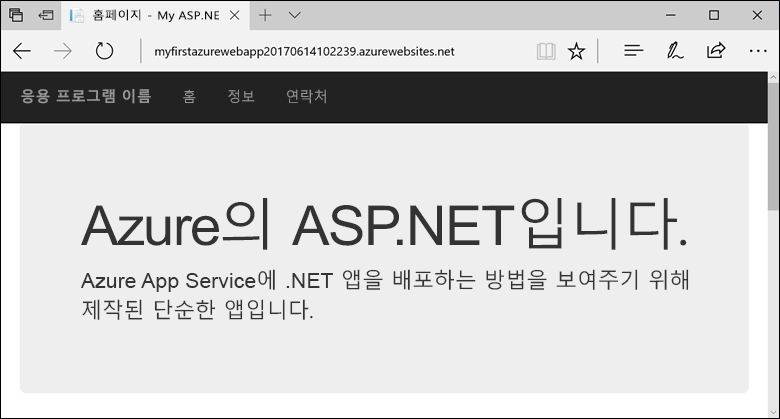 홈페이지 - My ASP.NE
myfirstazurewebapp20170614102239.azurewebsites.net
응용 프로그램 이름 홈 정보 연락처
Azure의 ASP.NET입니다.
Azure App Service에 .NET 앱을 배포하는 방법을 보여주기 위해
제작된 단순한 앱입니다.